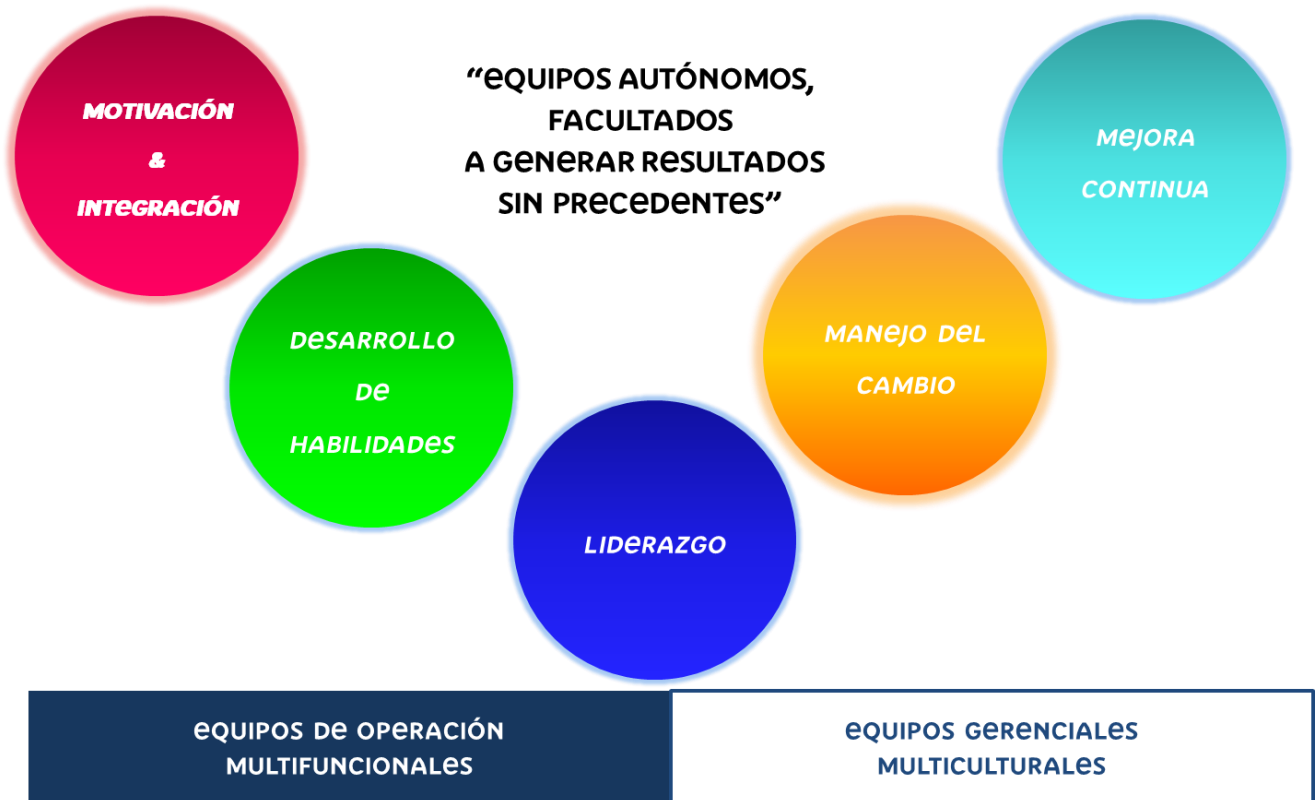 MOTIVACIÓN
&
INTEGRACIÓN
"EQUIPOS AUTÓNOMOS,
FACULTADOS
A GENERAR RESULTADOS
SIN PRECEDENTES"
MEJORA
CONTINUA
DESARROLLO
DE
HABILIDADES
MANEJO DEL
CAMBIO
LIDERAZGO
EQUIPOS DE OPERACIÓN
MULTIFUNCIONALES
EQUIPOS GERENCIALES
MULTICULTURALES